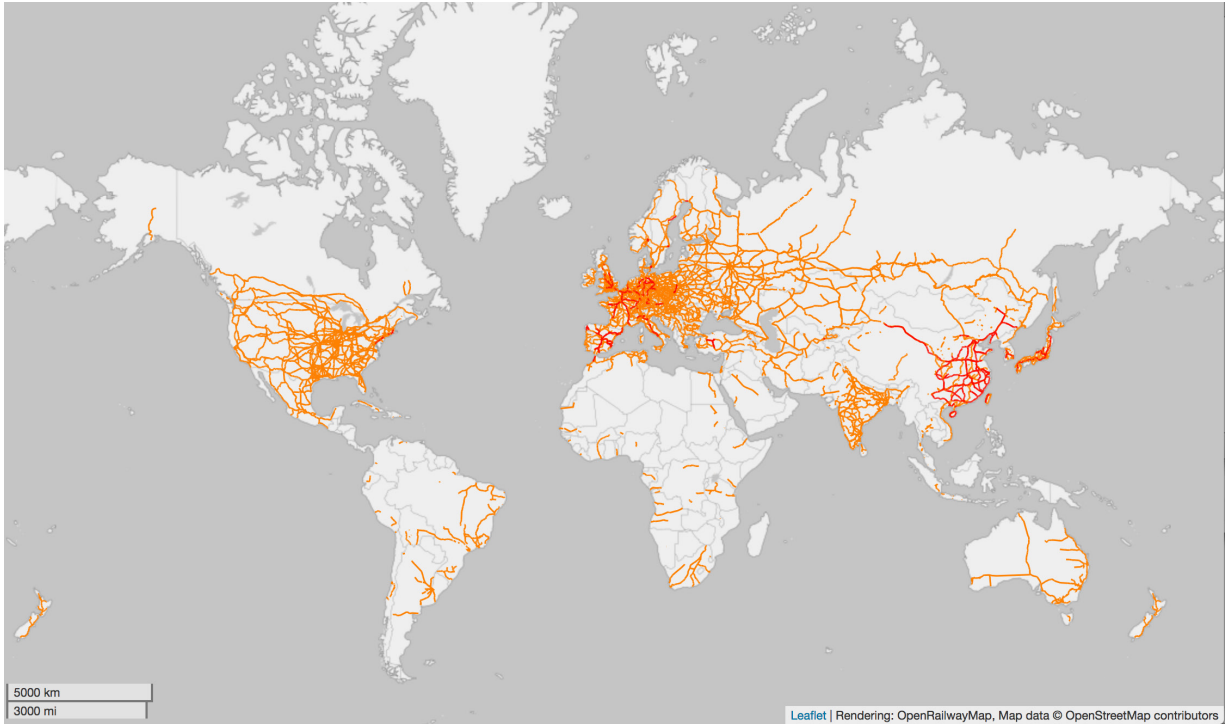 5000 km
3000 mi
Leaflet | Rendering: OpenRailwayMap, Map data © OpenStreetMap contributors